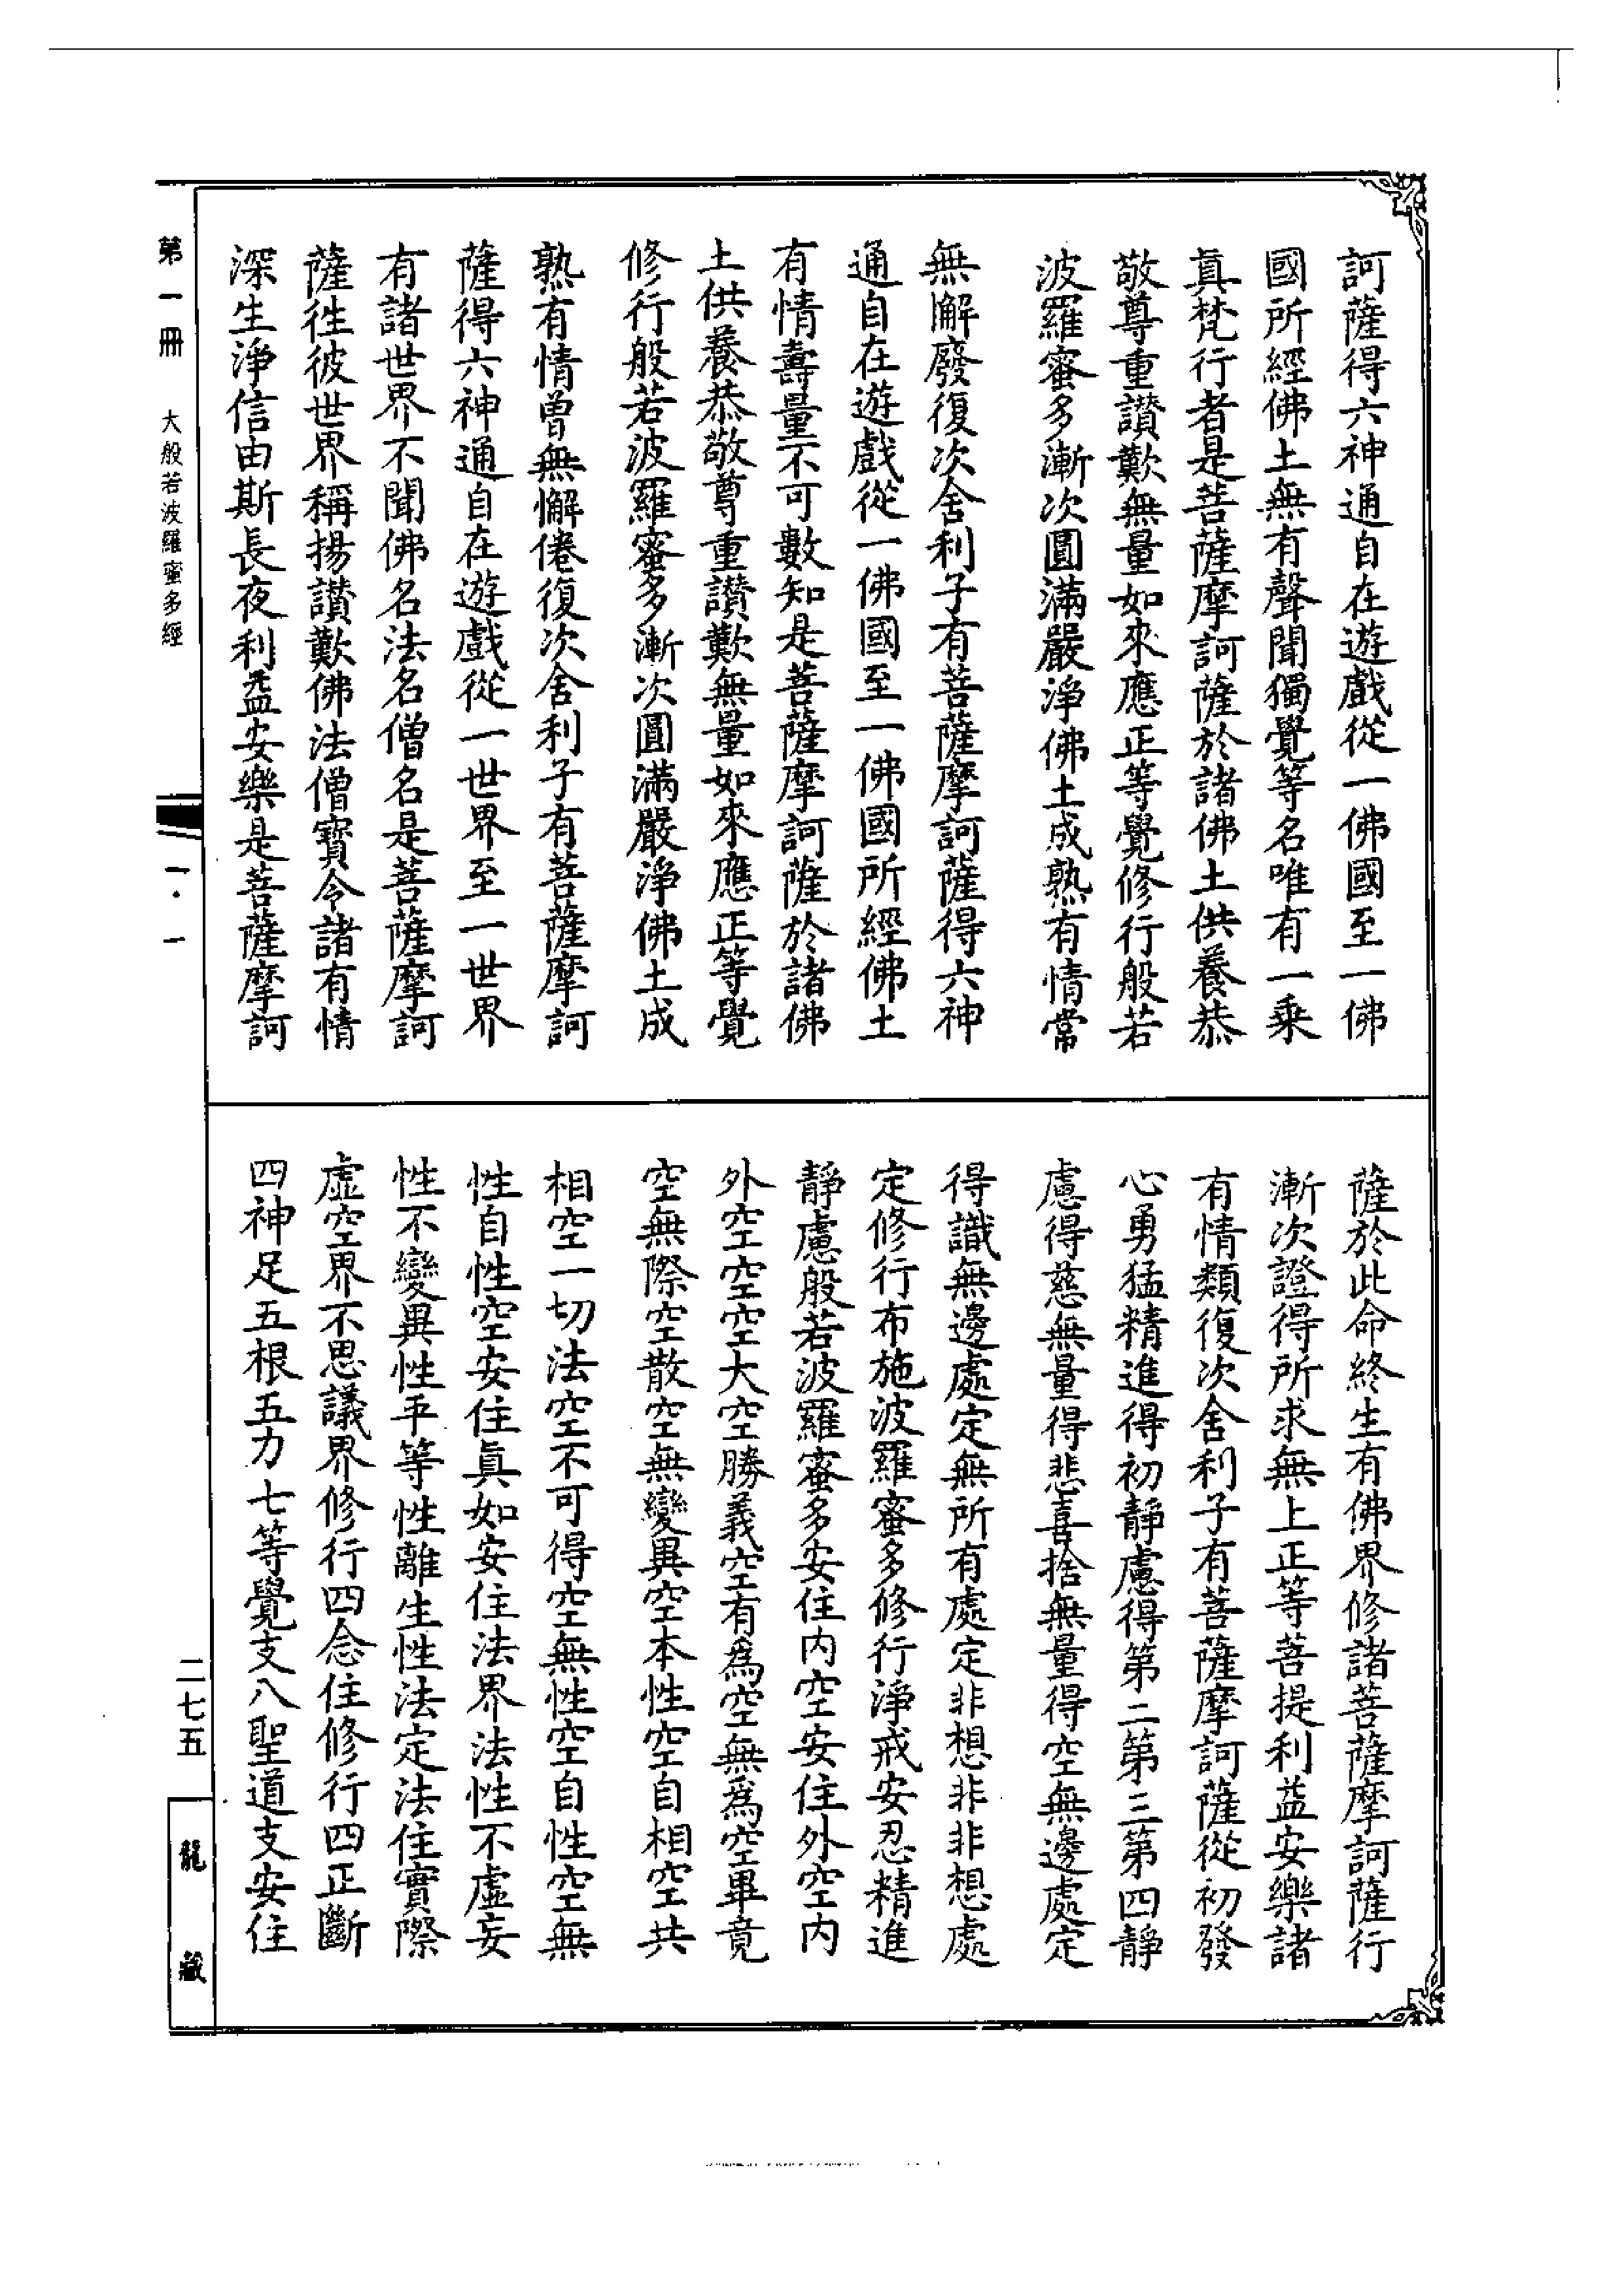 訶薩得六神通自在遊戲從一佛國至一佛
國所經佛土無有聲聞獨覺等名唯有一乘
真梵行者是菩薩摩訶薩於諸佛土供養恭
敬尊重讚歎無量如來應正等覺修行般若
波羅蜜多漸次圓滿嚴淨佛土成熟有情常
無懈廢復次舍利子有菩薩摩訶薩得六神
通自在遊戲從一佛國至一佛國所經佛土
有情壽量不可數知是菩薩摩訶薩於諸佛
土供養恭敬尊重讚歎無量如來應正等覺
修行般若波羅蜜多漸次圓滿嚴淨佛土成
熟有情曾無懈倦復次舍利子有菩薩摩訶
薩得六神通自在遊戲從一世界至一世界
有諸世界不聞佛名法名僧名是菩薩摩訶
薩往彼世界稱揚讚歎佛法僧寶令諸有情
深生淨信由斯長夜利益安樂是菩薩摩訶
薩於此命終生有佛界修諸菩薩摩訶薩行
漸次證得所求無上正等菩提利益安樂諸
有情類復次舍利子有菩薩摩訶薩從初發
心勇猛精進得初靜慮得第二第三第四靜
慮得慈無量得悲喜捨無量得空無邊處定
得識無邊處定無所有處定非想非非想處
定修行布施波羅蜜多修行淨戒安忍精進
靜慮般若波羅蜜多安住內空安住外空內
外空空空大空勝義空有為空無為空畢竟
空無際空散空無變異空本性空自相空共
相空一切法空不可得空無性空自性空無
性自性空安住真如安住法界法性不虛妄
性不變異性平等性離生性法定法住實際
虛空界不思議界修行四念住修行四正斷
四神足五根五力七等覺支八聖道支安住
第一冊 大般若波羅蜜多經
一·一
二七五
龍藏